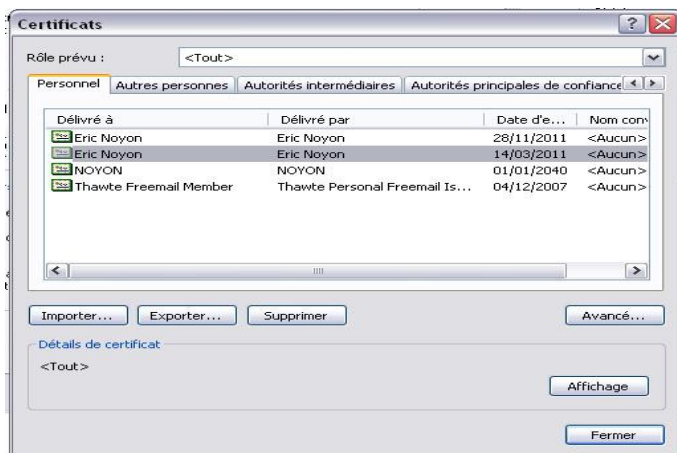 Certificats
Rôle prévu : <Tout>
Personnel Autres personnes Autorités intermédiaires Autorités principales de confiance
Délivré à Délivré par Date d'e... Nom con
Eric Noyon Eric Noyon 28/11/2011 <Aucun>
Eric Noyon Eric Noyon 14/03/2011 <Aucun>
NOYON NOYON 01/01/2040 <Aucun>
Thawte Freemail Member Thawte Personal Freemail Is... 04/12/2007 <Aucun>
Importer... Exporter... Supprimer Avancé...
Détails de certificat
<Tout>
Affichage
Fermer